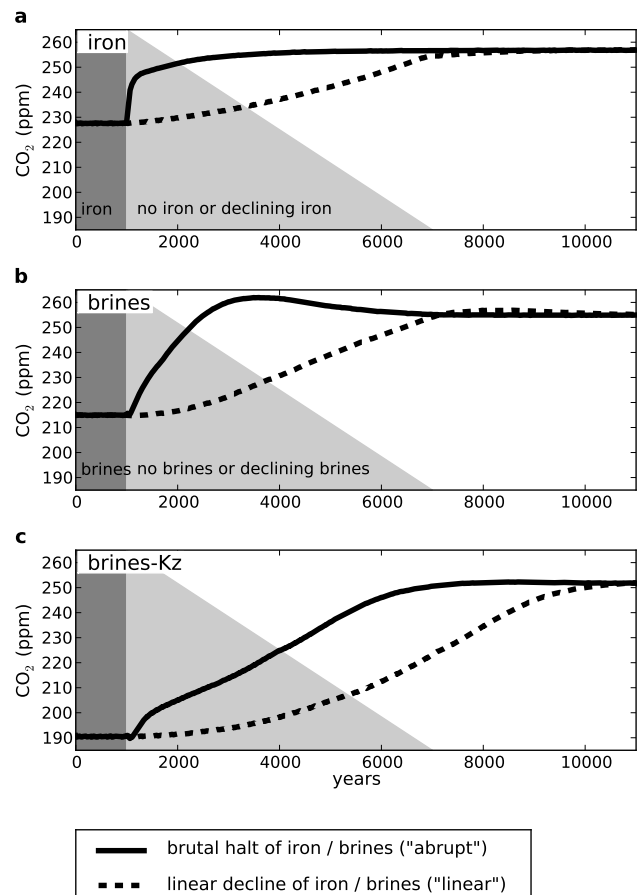 a
iron
CO2 (ppm)
260
250
240
230
220
210
200
190
iron
no iron or declining iron
0 2000 4000 6000 8000 10000
b
brines
CO2 (ppm)
260
250
240
230
220
210
200
190
brines no brines or declining brines
0 2000 4000 6000 8000 10000
c
brines-Kz
CO2 (ppm)
260
250
240
230
220
210
200
190
0 2000 4000 6000 8000 10000
years
brutal halt of iron / brines ("abrupt")
linear decline of iron / brines ("linear")